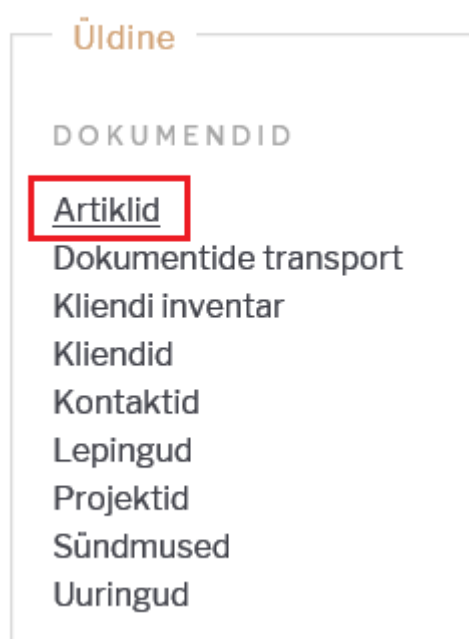 Üldine
DOKUMENDID
Artiklid
Dokumentide transport
Kliendi inventar
Kliendid
Kontaktid
Lepingud
Projektid
Sündmused
Uuringud